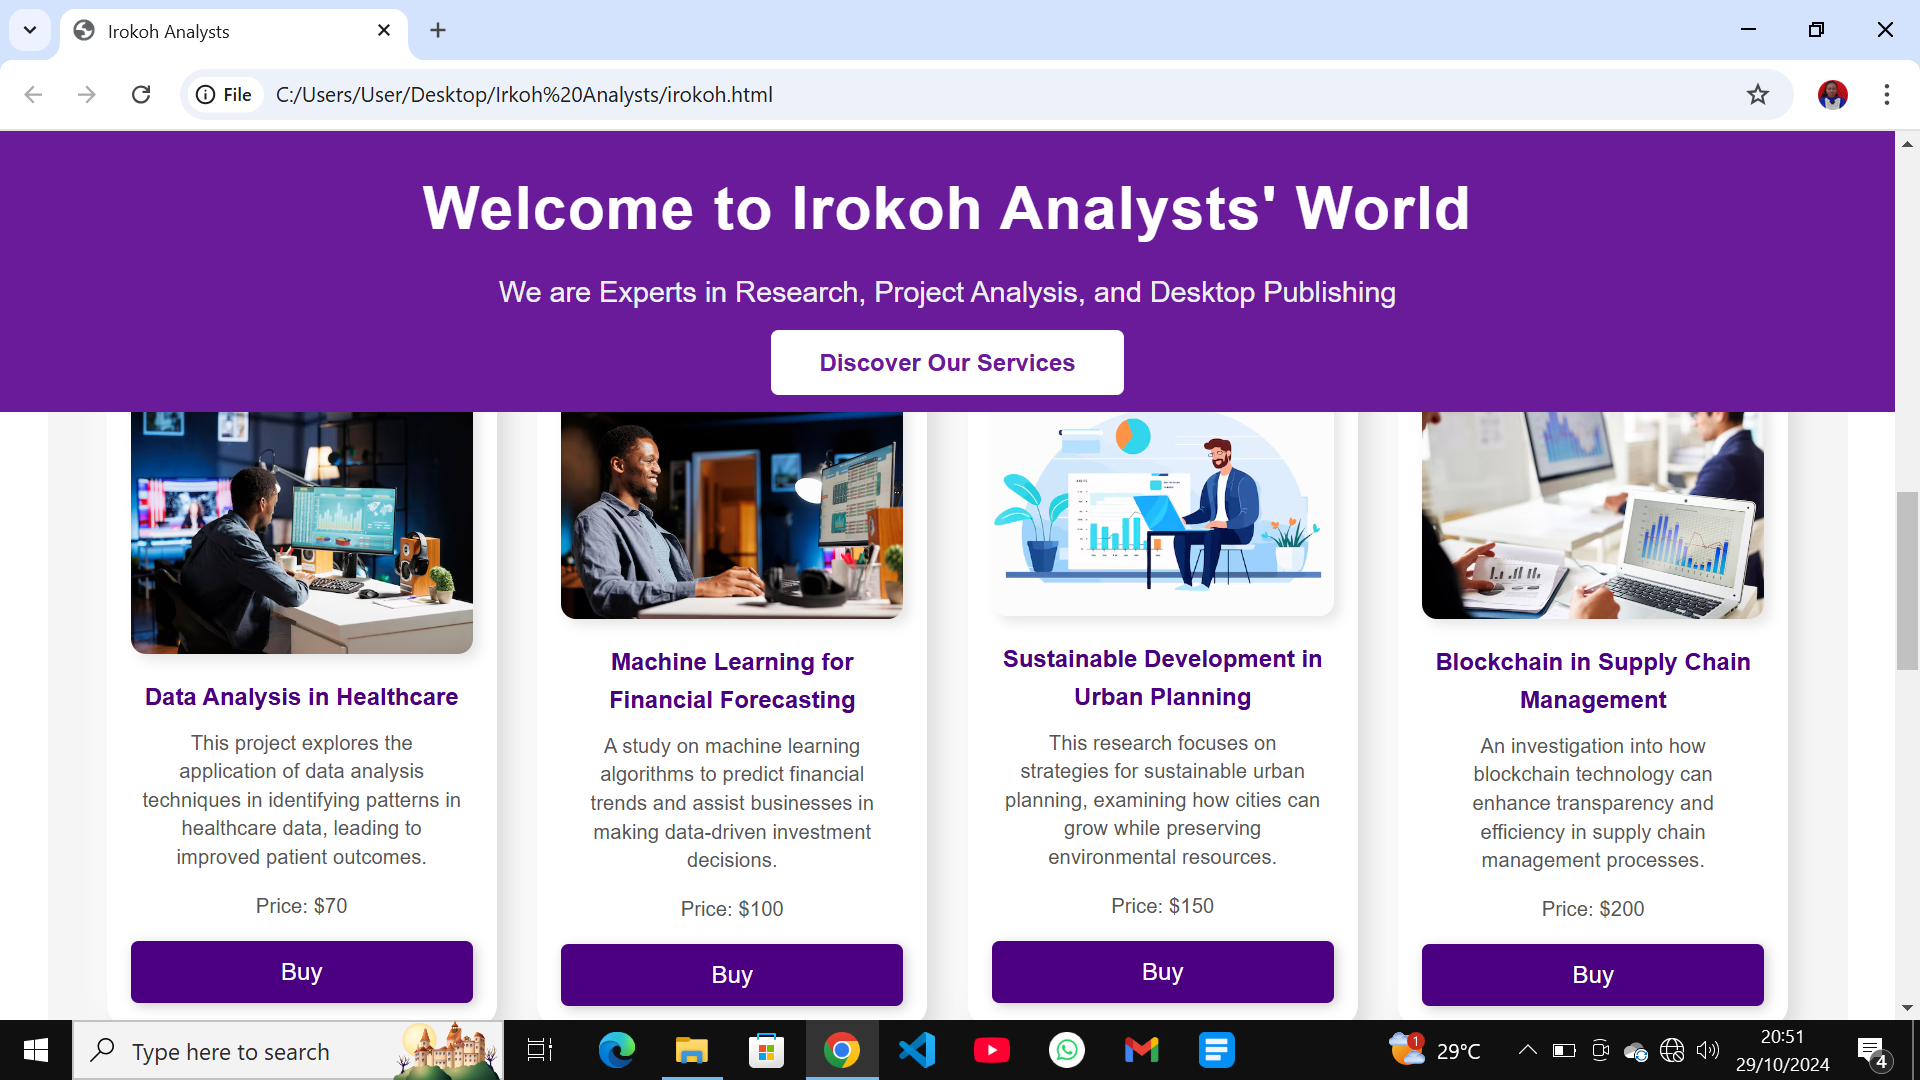 Irokoh Analysts
File
C:/Users/User/Desktop/Irkoh%20Analysts/irokoh.html
Welcome to Irokoh Analysts' World
We are Experts in Research, Project Analysis, and Desktop Publishing
Discover Our Services
Data Analysis in Healthcare
This project explores the
application of data analysis
techniques in identifying patterns in
healthcare data, leading to
improved patient outcomes.
Price: $70
Buy
Machine Learning for
Financial Forecasting
A study on machine learning
algorithms to predict financial
trends and assist businesses in
making data-driven investment
decisions.
Price: $100
Buy
Sustainable Development in
Urban Planning
This research focuses on
strategies for sustainable urban
planning, examining how cities can
grow while preserving
environmental resources.
Price: $150
Buy
Blockchain in Supply Chain
Management
An investigation into how
blockchain technology can
enhance transparency and
efficiency in supply chain
management processes.
Price: $200
Buy
Type here to search
1
29°C
20:51
29/10/2024
4